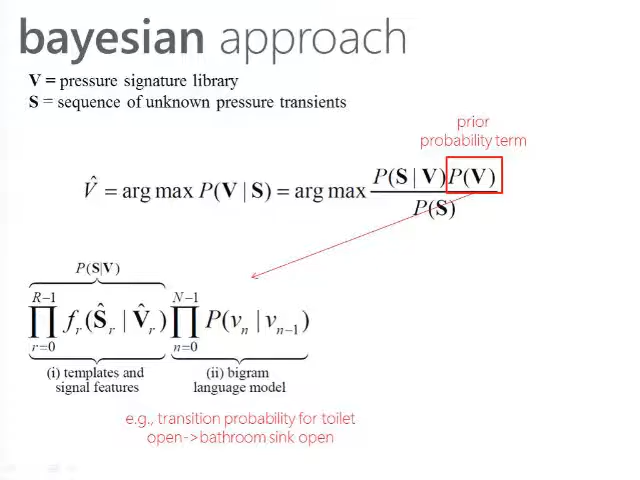 bayesian approach
V = pressure signature library
S = sequence of unknown pressure transients
prior
probability term
V̂ = arg max P(V | S) = arg max P(S | V)P(V) / P(S)
P(S|V)
R−1 N−1
∏ f_r(Ŝ_r | V̂_r) ∏ P(v_n | v_{n−1})
r=0 n=0
(i) templates and (ii) bigram
signal features language model
e.g., transition probability for toilet
open->bathroom sink open